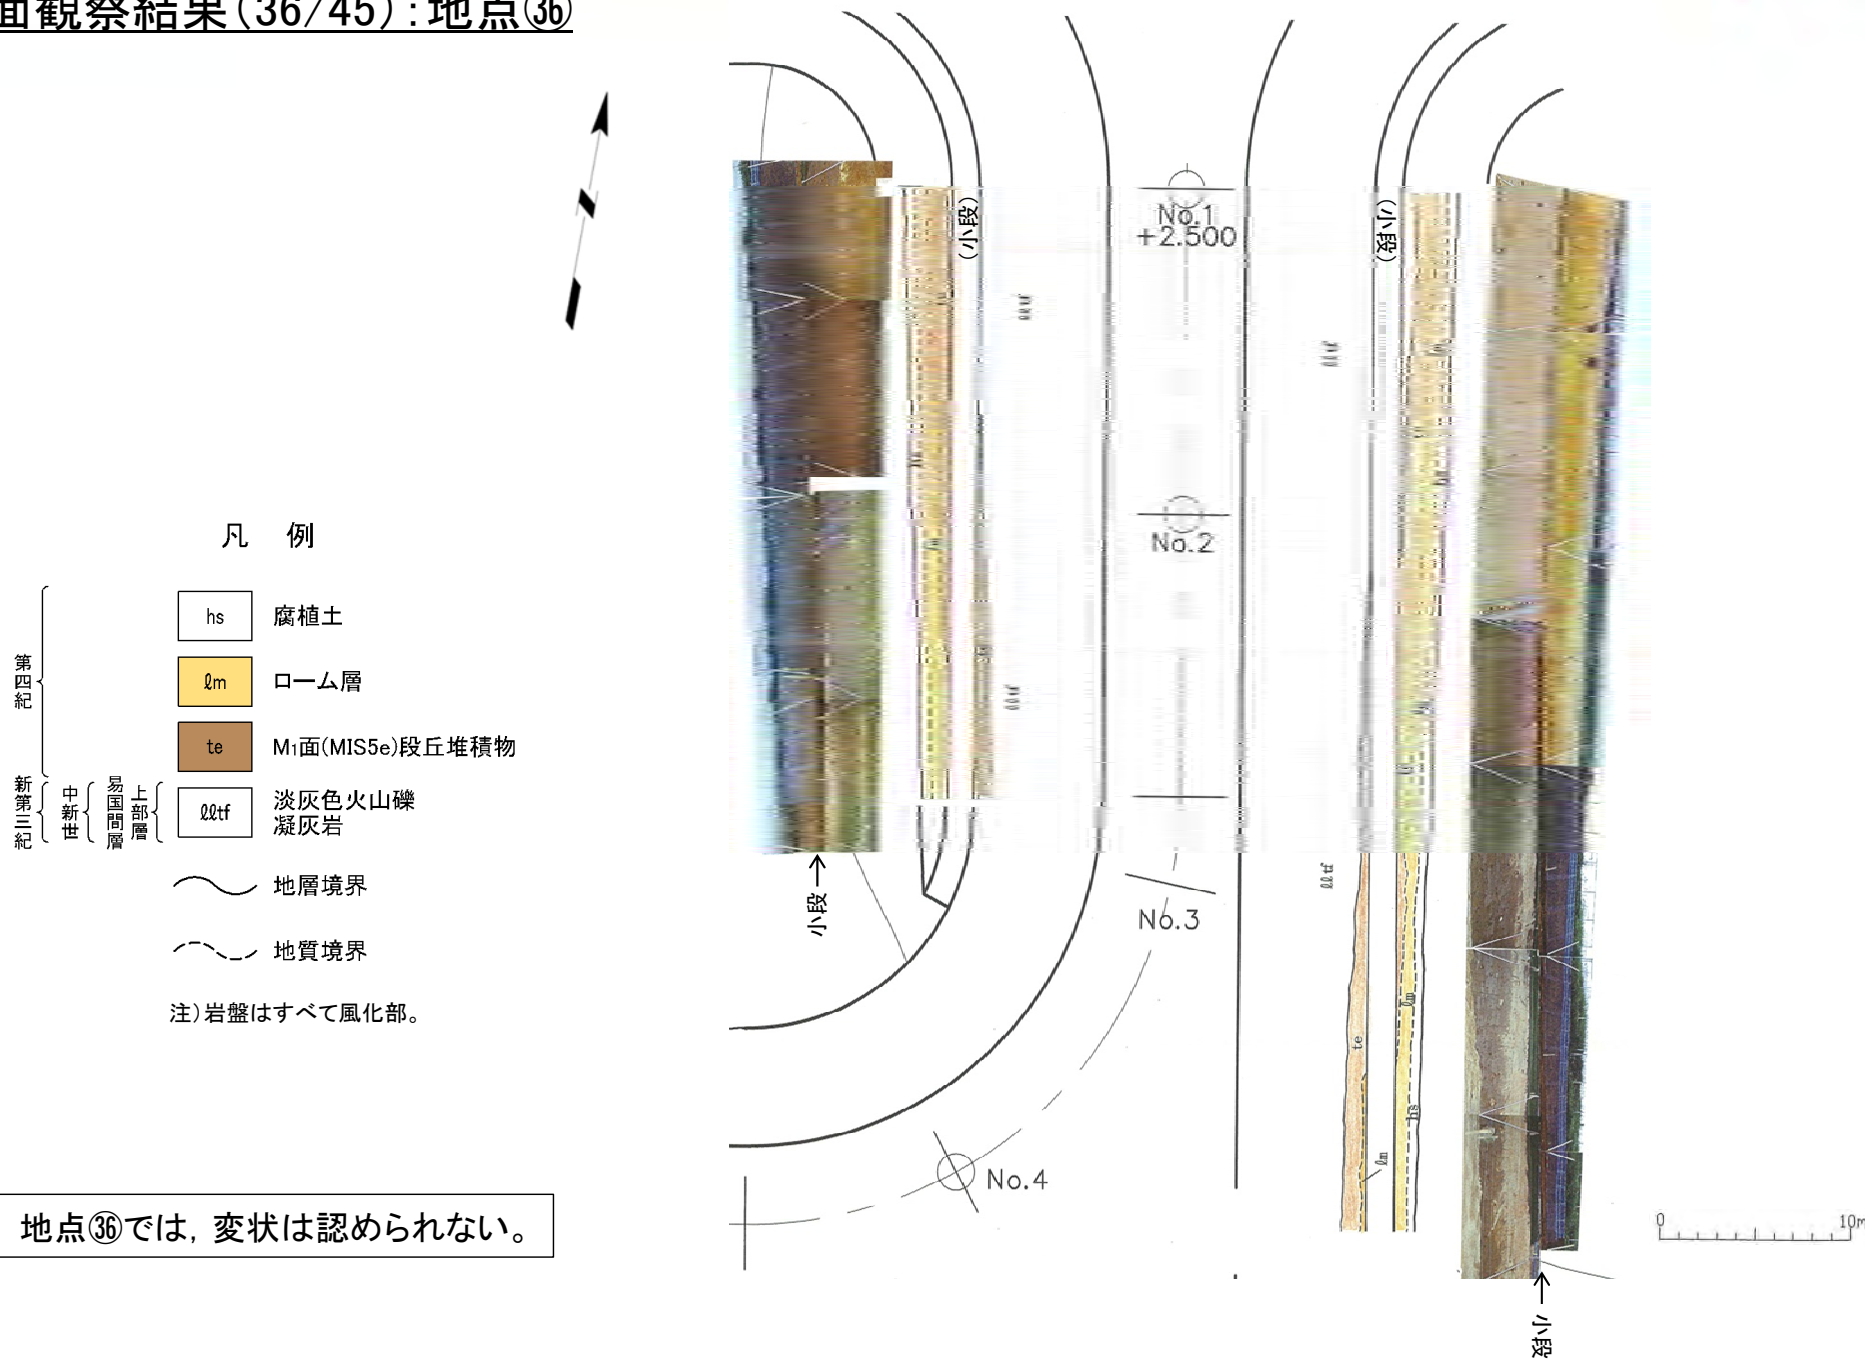 面観察結果(36/45):地点㊱
凡 例
第四紀
hs 腐植土
ℓm ローム層
te M1面(MIS5e)段丘堆積物
新第三紀
中新世
易国間層
上部層
ℓℓtf 淡灰色火山礫
凝灰岩
地層境界
地質境界
注)岩盤はすべて風化部。
地点㊱では,変状は認められない。
(小段)
No.1
+2.500
(小段)
ℓℓtf
ℓℓtf
No.2
ℓℓtf
小段
No.3
ℓℓtf
ℓm
te
hs
ℓm
No.4
0 10m
小段